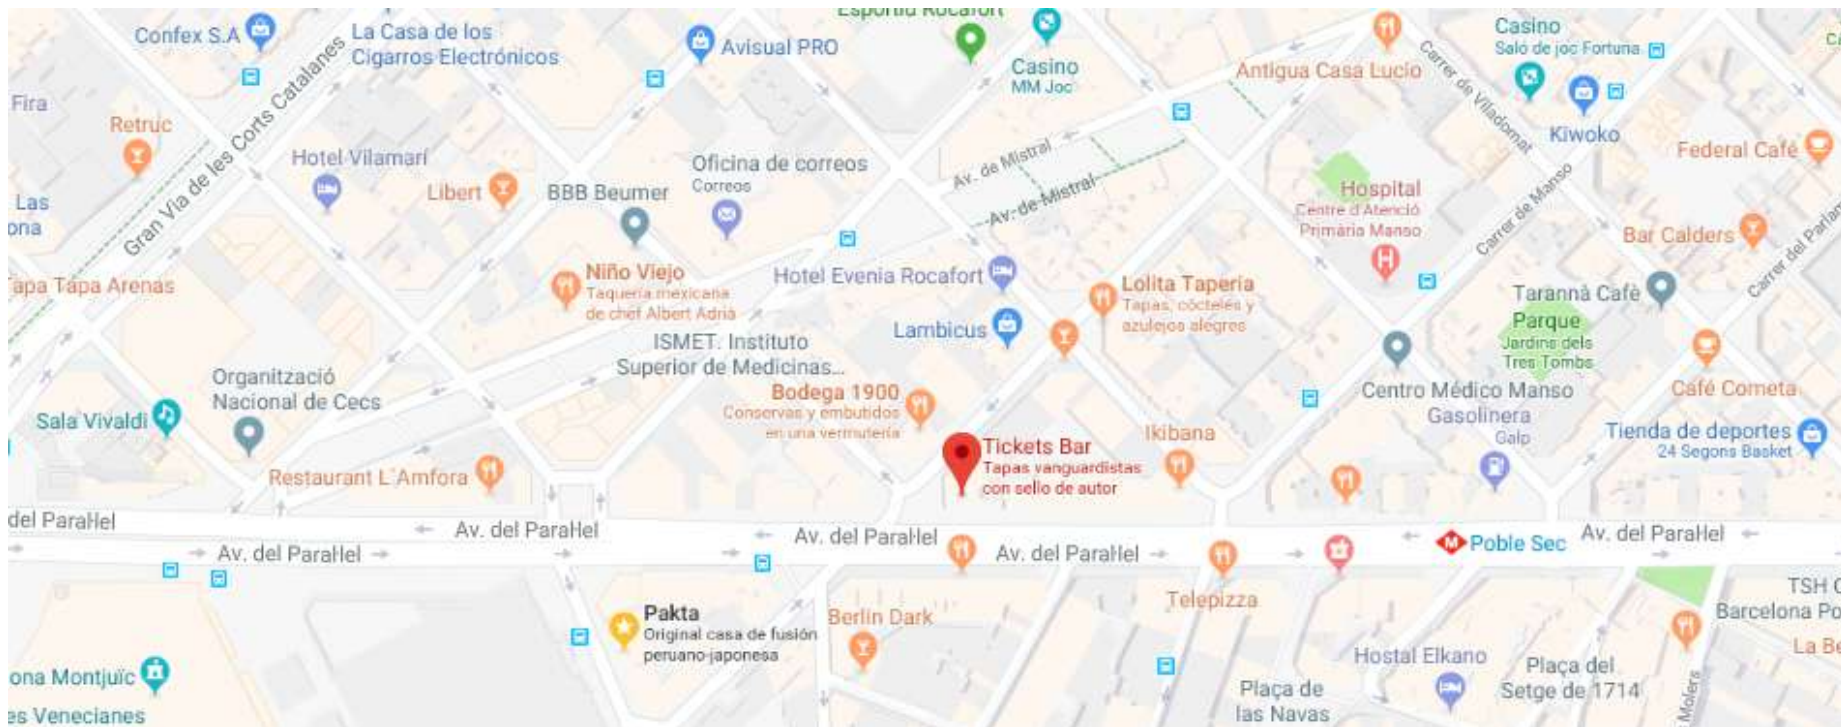 Confex S.A
La Casa de los
Cigarros Electrónicos
Avisual PRO
Esportiu Rocafort
Casino
MM Joc
Antigua Casa Lucio
Casino
Saló de joc Fortuna
Carrer de Viladomat
Kiwoko
Federal Café
Fira
Retruc
Gran Via de les Corts Catalanes
Hotel Vilamarí
Libert
BBB Beumer
Oficina de correos
Correos
Av. de Mistral
Av. de Mistral
Hospital
Centre d'Atenció
Primària Manso
Carrer de Manso
Bar Calders
Las
ona
Tapa Tapa Arenas
Niño Viejo
Taquería mexicana
de chef Albert Adrià
Hotel Evenia Rocafort
Lolita Taperia
Tapas, cócteles y
azulejos alegres
Tarannà Cafè
Carrer del Parlam
Parque
Jardins dels
Tres Tombs
Lambicus
ISMET. Instituto
Superior de Medicinas...
Organització
Nacional de Cecs
Bodega 1900
Conservas y embutidos
en una vermutería
Centro Médico Manso
Café Cometa
Sala Vivaldi
Gasolinera
Galp
Tienda de deportes
24 Segons Basket
Restaurant L'Amfora
Tickets Bar
Tapas vanguardistas
con sello de autor
Ikibana
del Paral·lel
Av. del Paral·lel
Av. del Paral·lel
Av. del Paral·lel
Av. del Paral·lel
Av. del Paral·lel
M
Poble Sec
Telepizza
TSH
Barcelona Po
Pakta
Original casa de fusión
peruano-japonesa
Berlín Dark
La Be
Hostal Elkano
Plaça del
Setge de 1714
Molers
Plaça de
las Navas
ona Montjuïc
es Venecianes
H